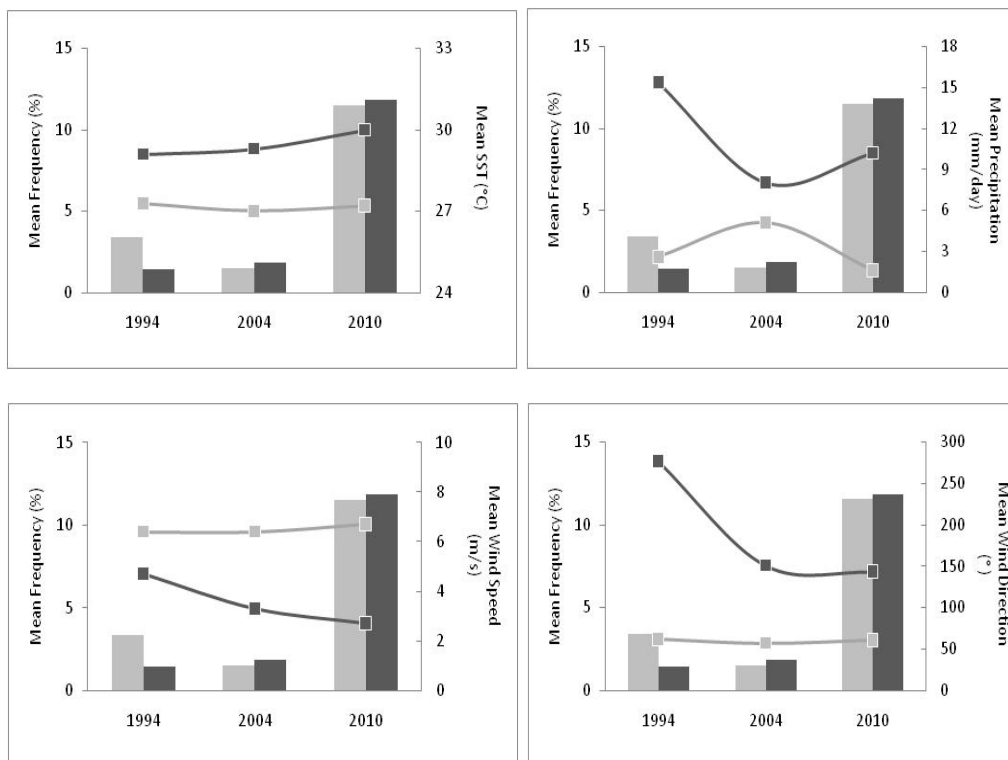 Mean Frequency (%)
15
10
5
0
33
30
27
24
Mean SST (°C)
1994 2004 2010
Mean Frequency (%)
15
10
5
0
18
15
12
9
6
3
0
Mean Precipitation
(mm/day)
1994 2004 2010
Mean Frequency (%)
15
10
5
0
10
8
6
4
2
0
Mean Wind Speed
(m/s)
1994 2004 2010
Mean Frequency (%)
15
10
5
0
300
250
200
150
100
50
0
Mean Wind Direction
(°)
1994 2004 2010